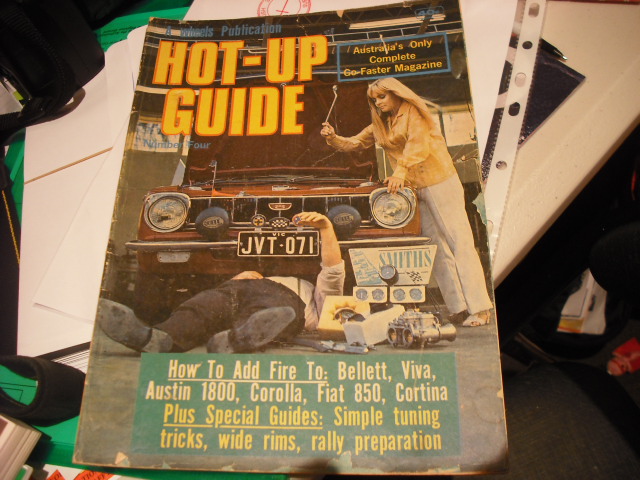 A Wheels Publication
HOT-UP
GUIDE
Number Four
Australia's Only
Complete
Go-Faster Magazine
VIC
JVT·071
SMITHS
How To Add Fire To: Bellett, Viva,
Austin 1800, Corolla, Fiat 850, Cortina
Plus Special Guides: Simple tuning
tricks, wide rims, rally preparation